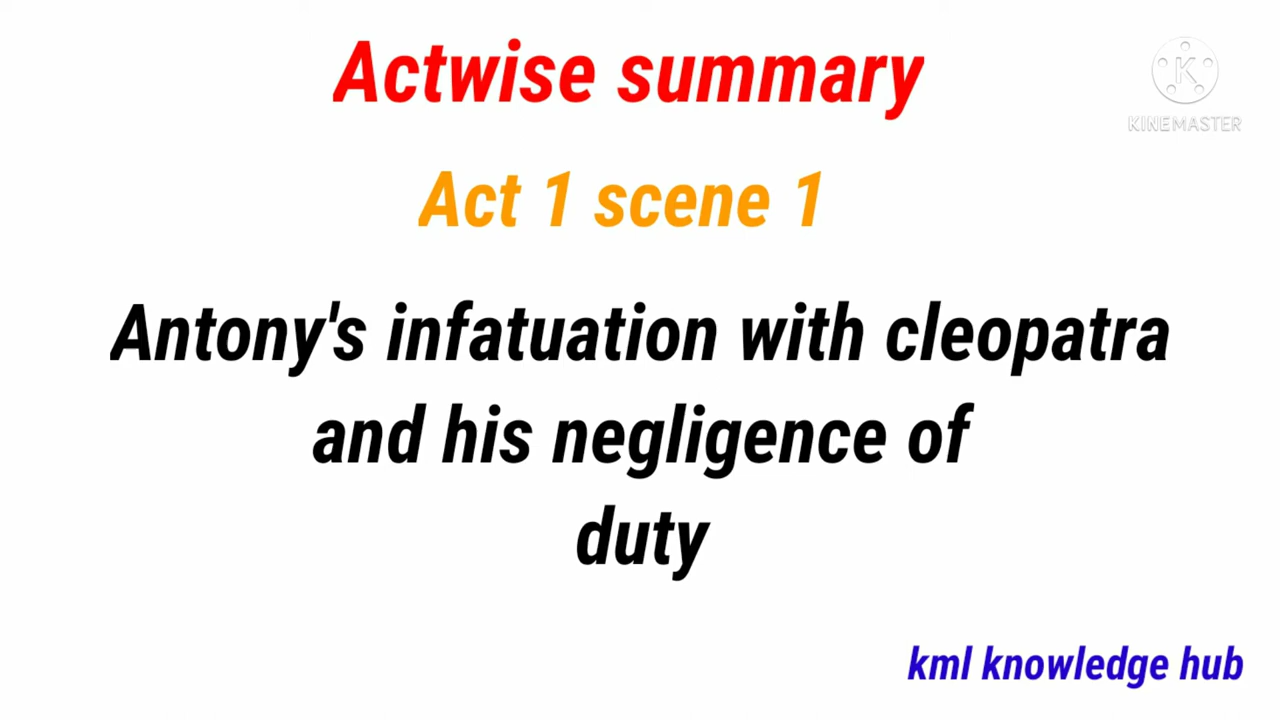 Actwise summary
K
KINEMASTER
Act 1 scene 1
Antony's infatuation with cleopatra
and his negligence of
duty
kml knowledge hub